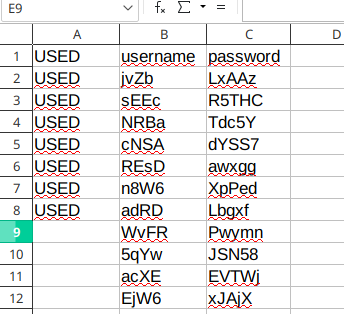 E9 fx Σ =
A B C D
1 USED username password
2 USED jvZb LxAAz
3 USED sEEc R5THC
4 USED NRBa Tdc5Y
5 USED cNSA dYSS7
6 USED REsD awxgg
7 USED n8W6 XpPed
8 USED adRD Lbgxf
9 WvFR Pwymn
10 5qYw JSN58
11 acXE EVTWj
12 EjW6 xJAjX